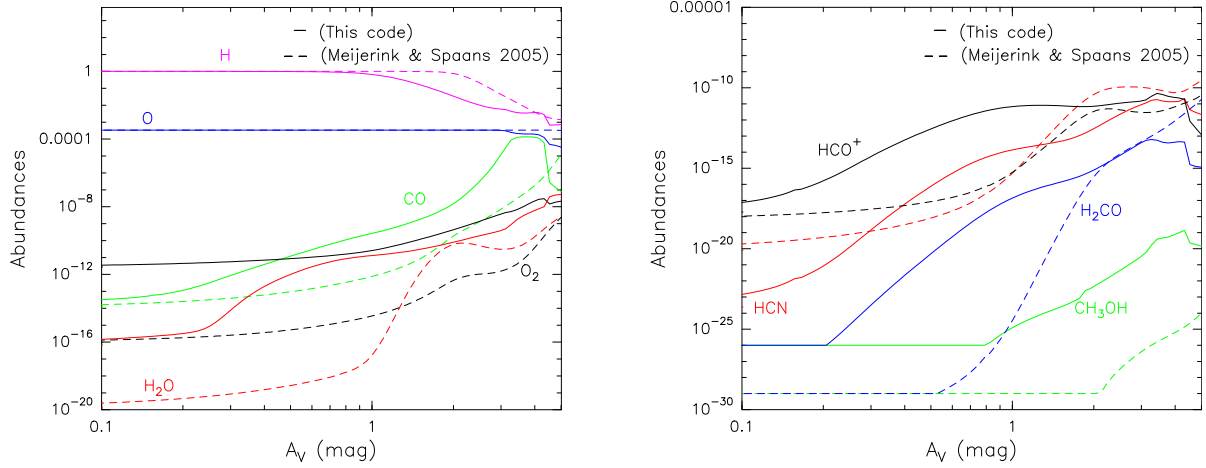 — (This code)
-- (Meijerink & Spaans 2005)
H
O
CO
O₂
H₂O
1
0.0001
10⁻⁸
10⁻¹²
10⁻¹⁶
10⁻²⁰
Abundances
0.1
1
A_V (mag)
0.00001
— (This code)
-- (Meijerink & Spaans 2005)
HCO⁺
H₂CO
HCN
CH₃OH
10⁻¹⁰
10⁻¹⁵
10⁻²⁰
10⁻²⁵
10⁻³⁰
Abundances
0.1
1
A_V (mag)